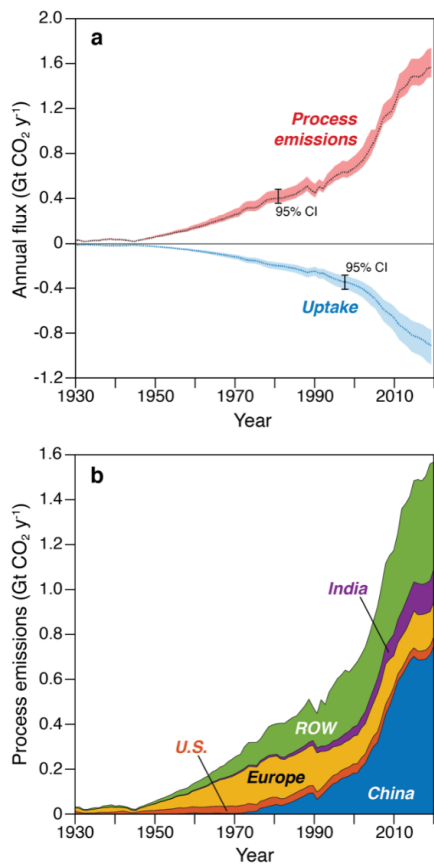 a
Annual flux (Gt CO₂ y⁻¹)
1.6
1.2
0.8
0.4
0
-0.4
-0.8
-1.2
Process
emissions
95% CI
95% CI
Uptake
1930 1950 1970 1990 2010
Year
b
Process emissions (Gt CO₂ y⁻¹)
1.6
1.4
1.2
1.0
0.8
0.6
0.4
0.2
0
India
ROW
U.S.
Europe
China
1930 1950 1970 1990 2010
Year